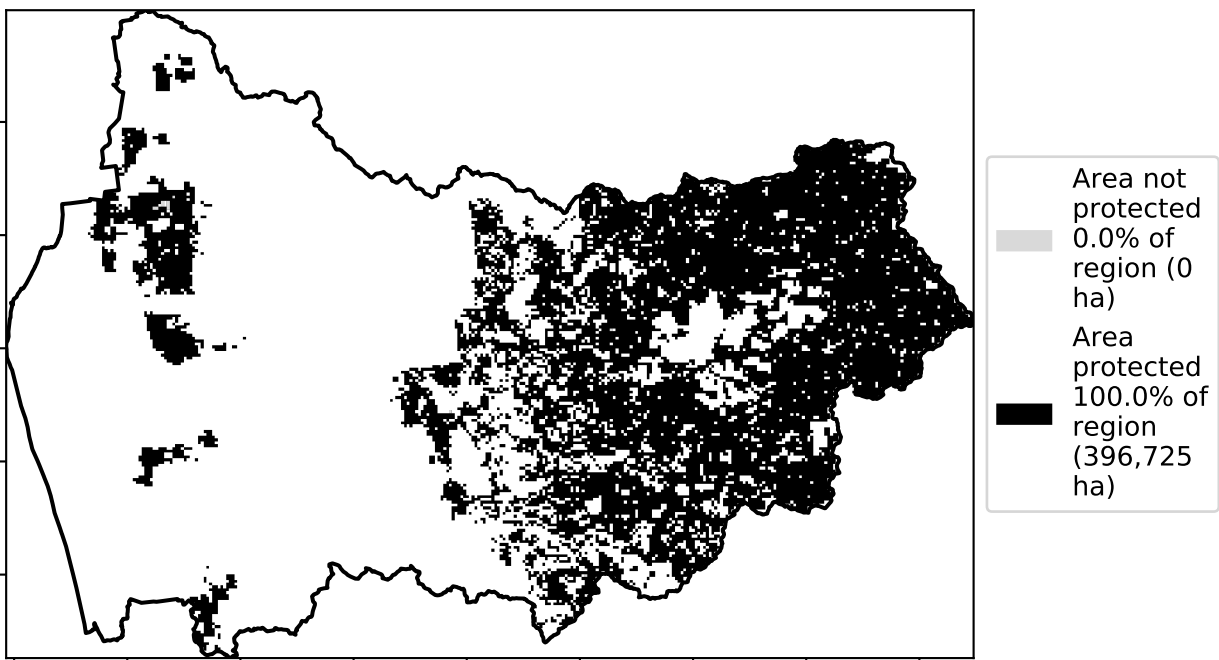 Area not
protected
0.0% of
region (0
ha)
Area
protected
100.0% of
region
(396,725
ha)